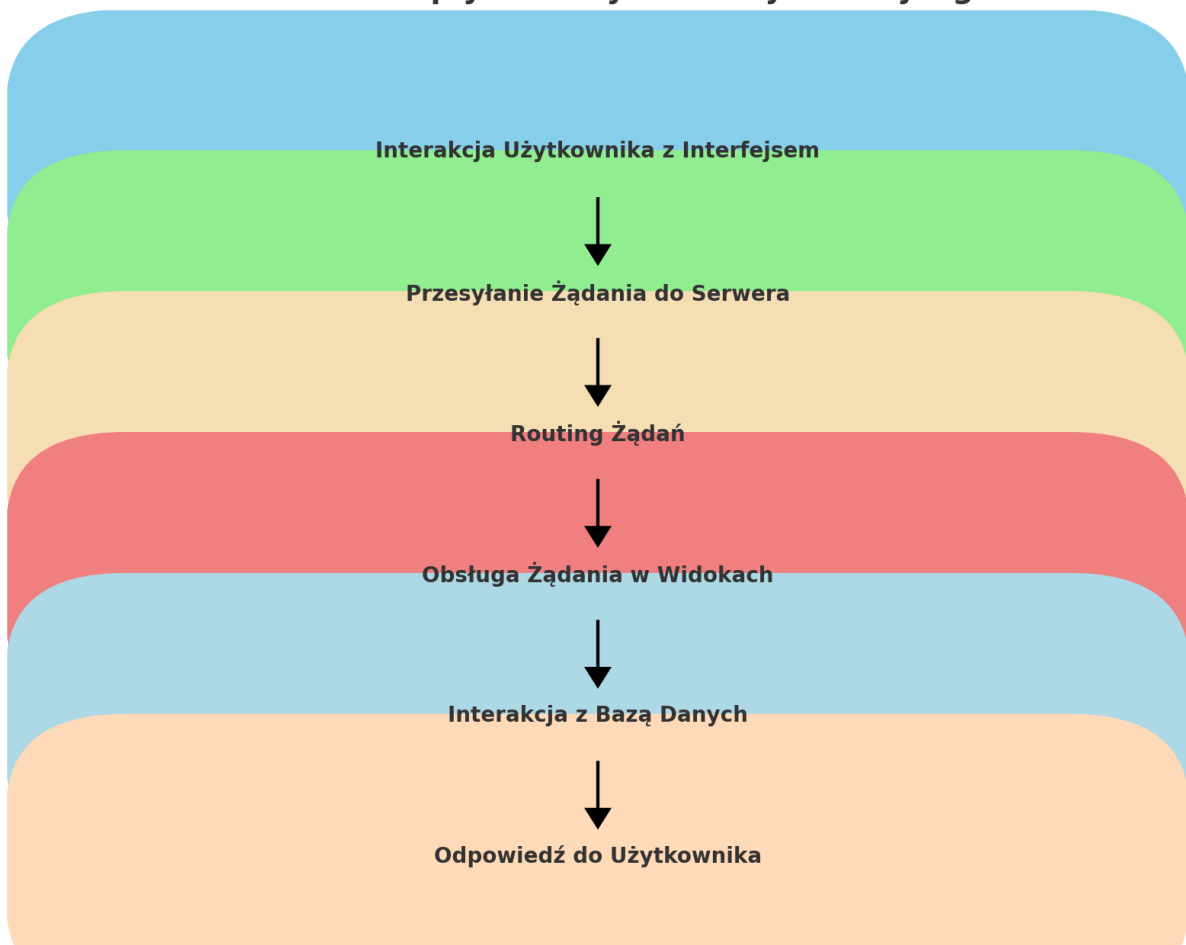 Interakcja Użytkownika z Interfejsem
Przesyłanie Żądania do Serwera
Routing Żądań
Obsługa Żądania w Widokach
Interakcja z Bazą Danych
Odpowiedź do Użytkownika